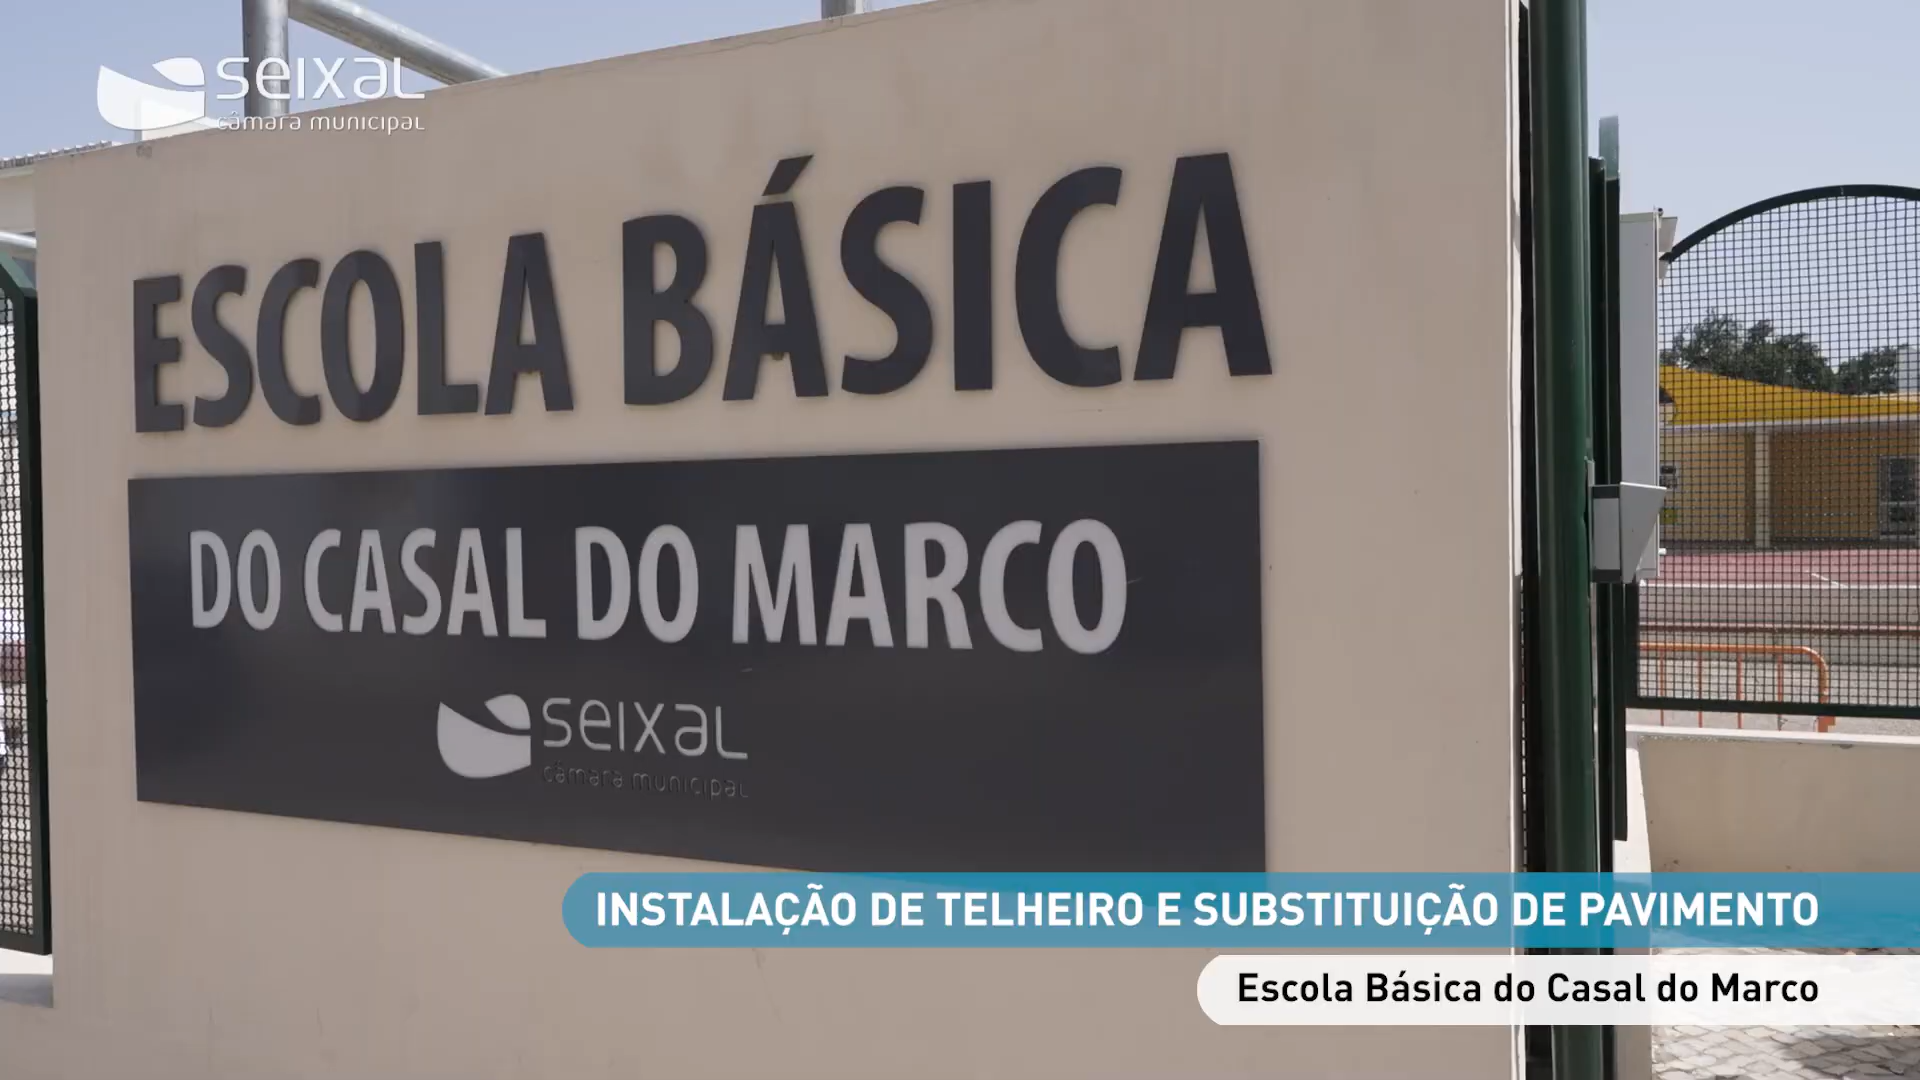 seixal
câmara municipal
ESCOLA BÁSICA
DO CASAL DO MARCO
seixal
câmara municipal
INSTALAÇÃO DE TELHEIRO E SUBSTITUIÇÃO DE PAVIMENTO
Escola Básica do Casal do Marco